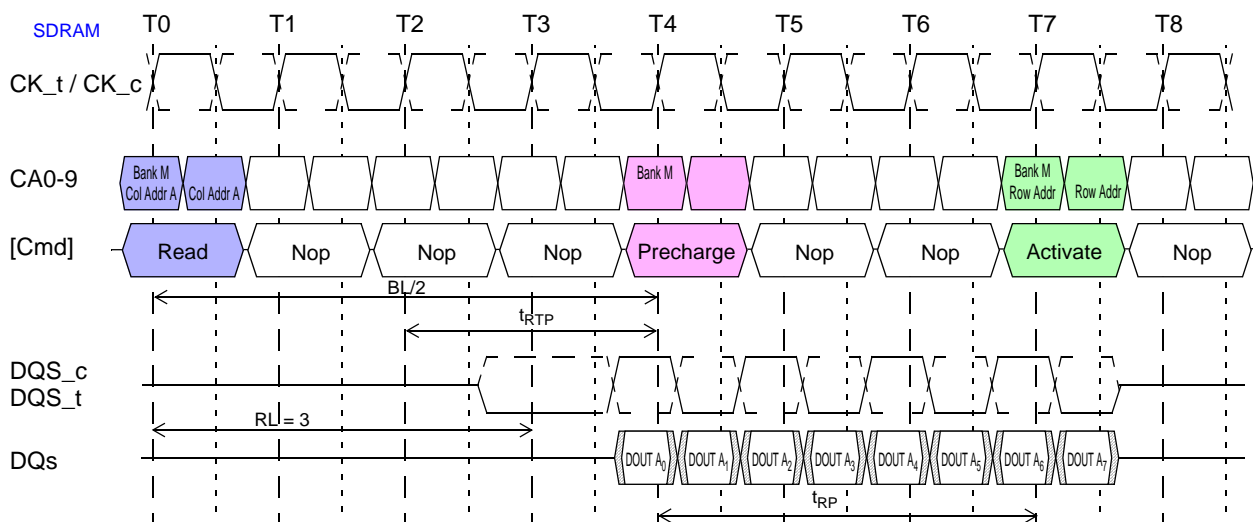 SDRAM T0 T1 T2 T3 T4 T5 T6 T7 T8
CK_t / CK_c
CA0-9 Bank M Col Addr A Col Addr A Bank M Bank M Row Addr Row Addr
[Cmd] Read Nop Nop Nop Precharge Nop Nop Activate Nop
BL/2
tRTP
DQS_c
DQS_t
RL = 3
DQs DOUT A0 DOUT A1 DOUT A2 DOUT A3 DOUT A4 DOUT A5 DOUT A6 DOUT A7
tRP